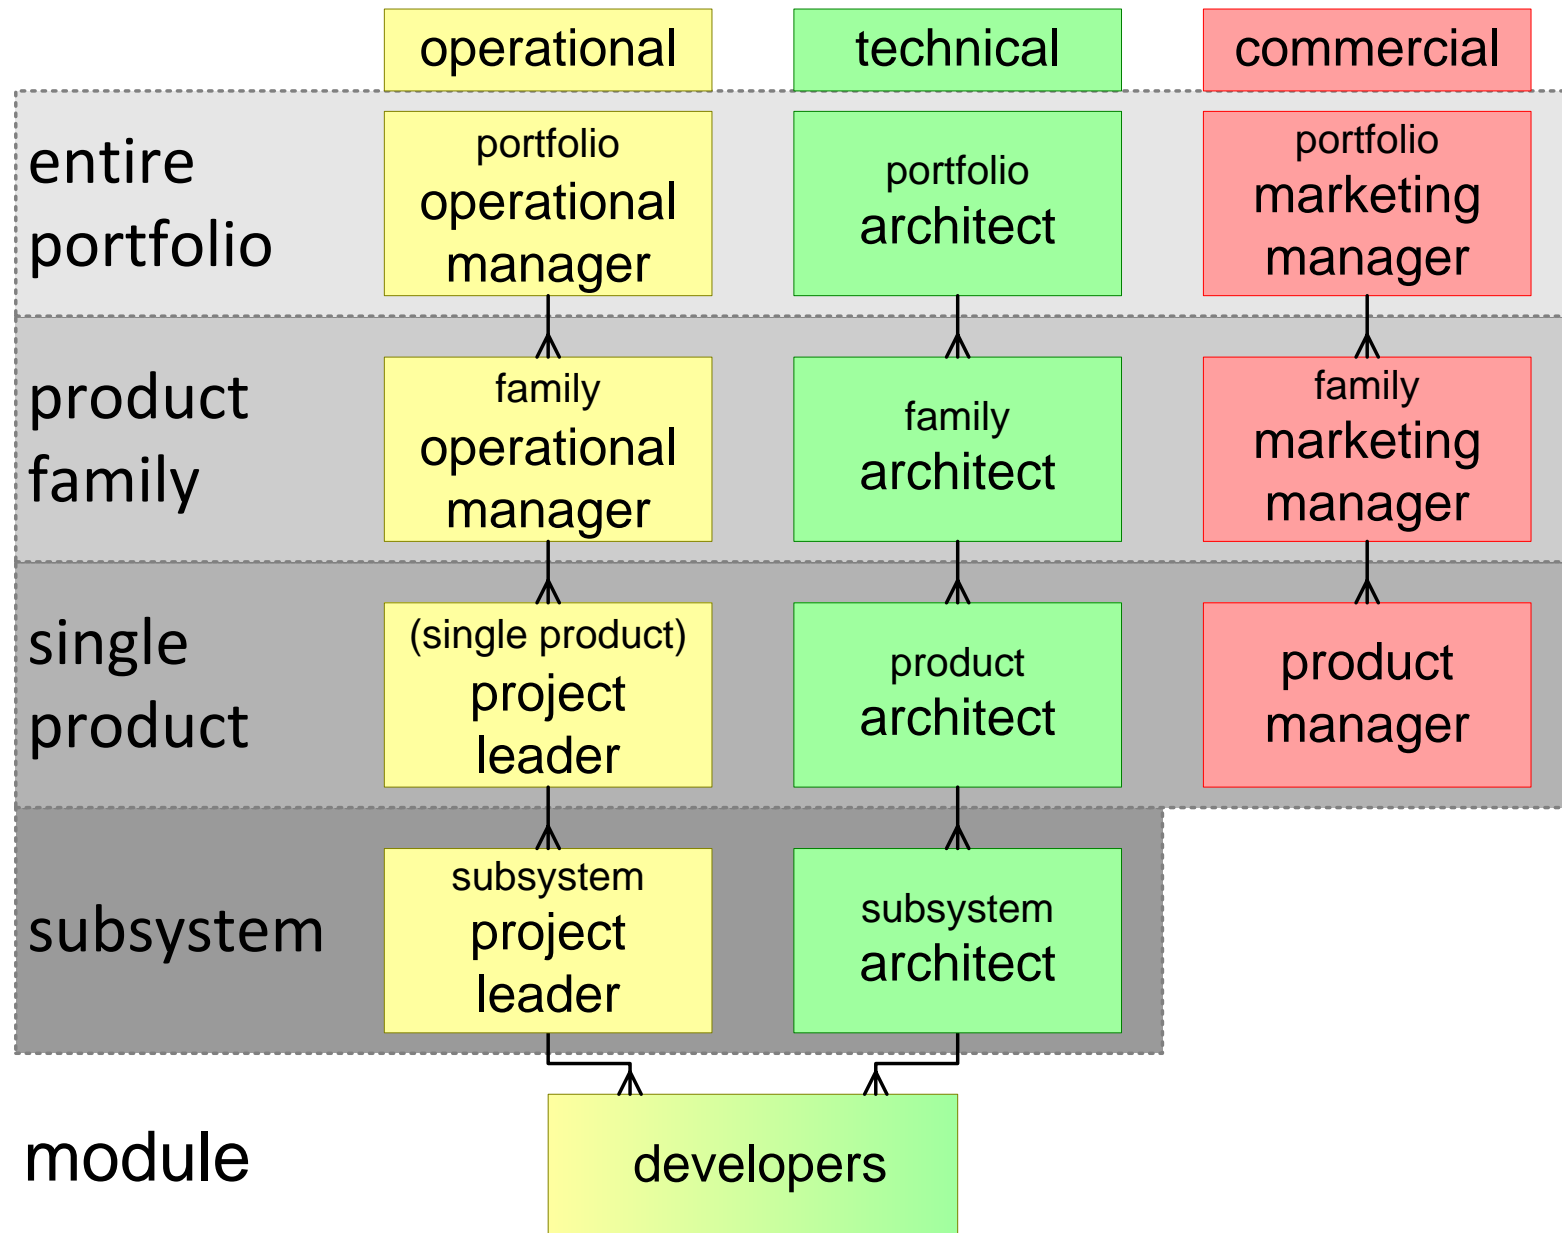 operational
technical
commercial
entire
portfolio
portfolio
operational
manager
portfolio
architect
portfolio
marketing
manager
product
family
family
operational
manager
family
architect
family
marketing
manager
single
product
(single product)
project
leader
product
architect
product
manager
subsystem
subsystem
project
leader
subsystem
architect
module
developers